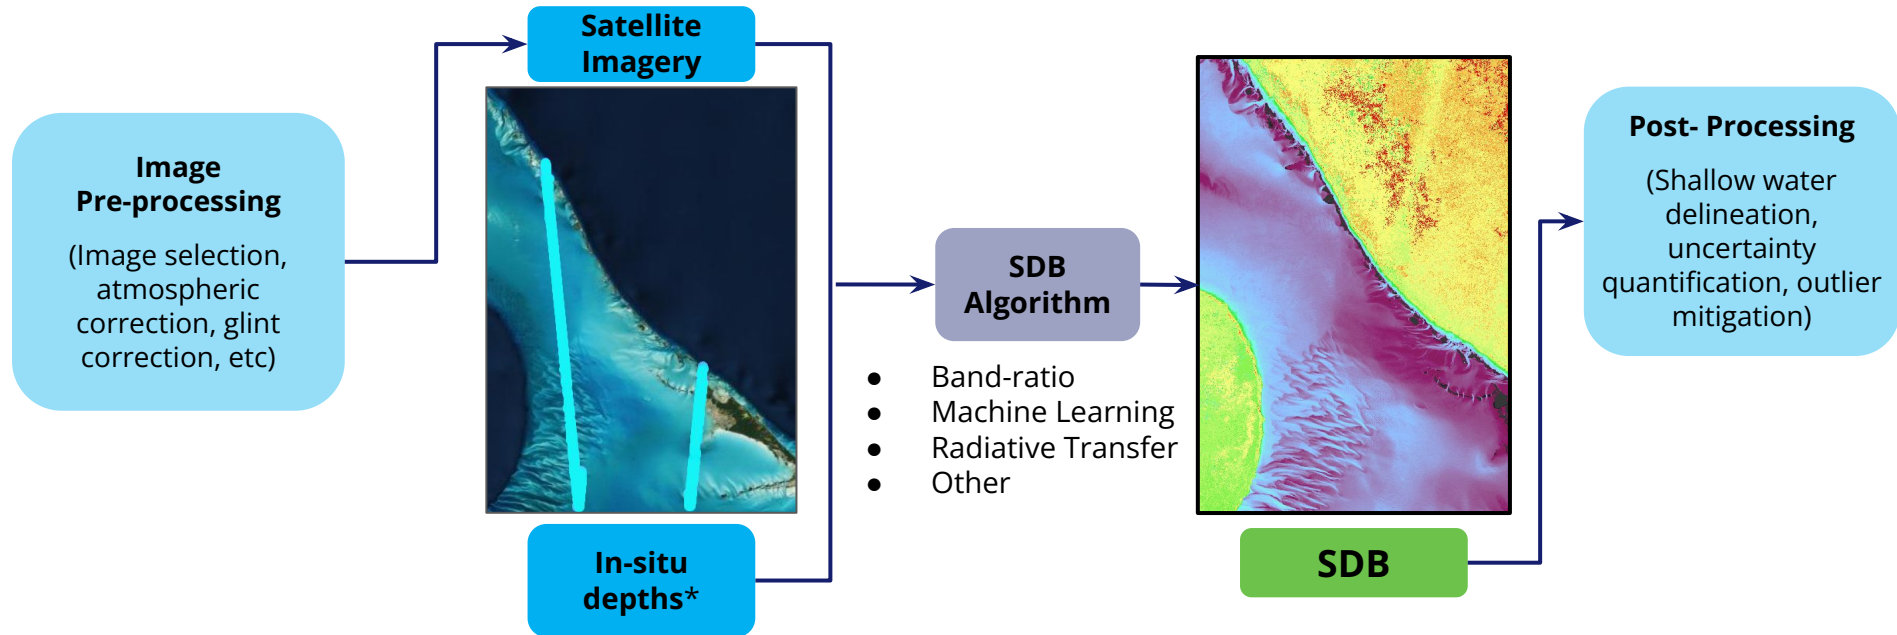 Image
Pre-processing
(Image selection,
atmospheric
correction, glint
correction, etc)
Satellite
Imagery
In-situ
depths*
SDB
Algorithm
● Band-ratio
● Machine Learning
● Radiative Transfer
● Other
SDB
Post- Processing
(Shallow water
delineation,
uncertainty
quantification, outlier
mitigation)